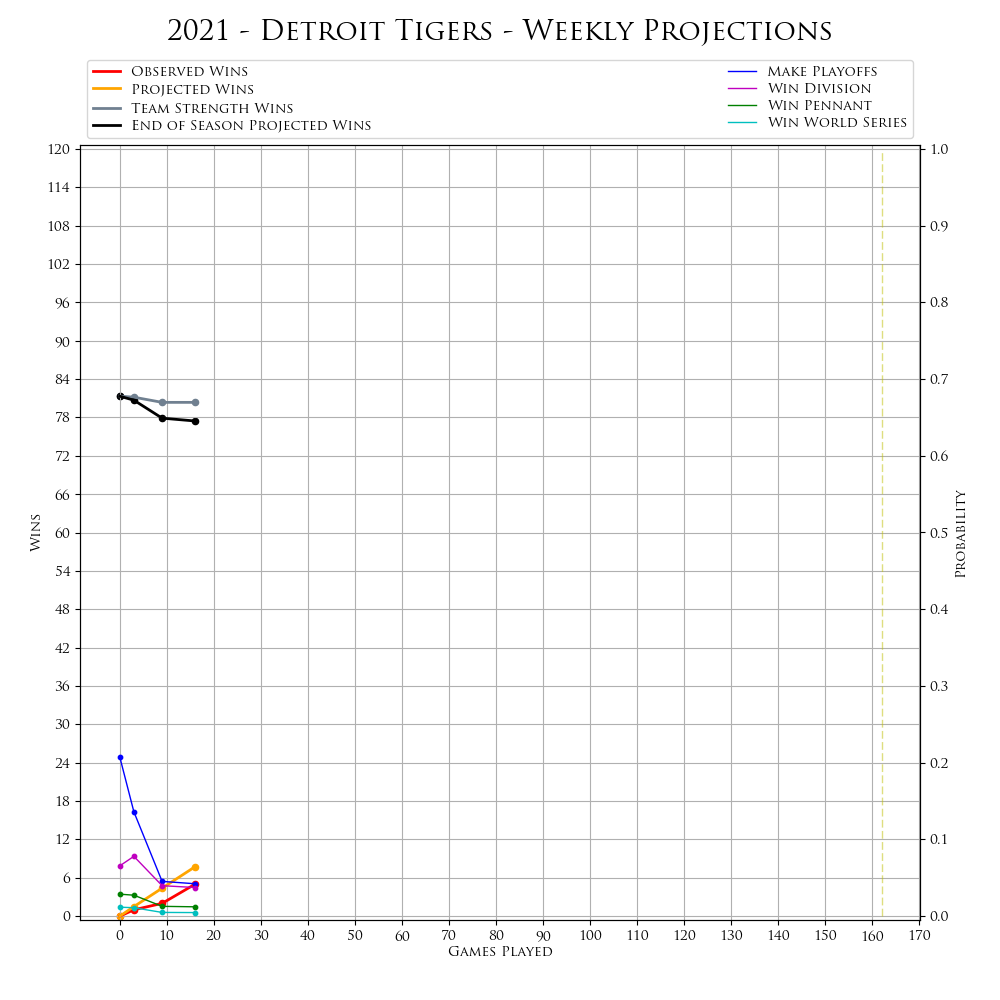 2021 - Detroit Tigers - Weekly Projections
Observed Wins
Projected Wins
Team Strength Wins
End of Season Projected Wins
Make Playoffs
Win Division
Win Pennant
Win World Series
120
114
108
102
96
90
84
78
72
66
60
54
48
42
36
30
24
18
12
6
0
Wins
1.0
0.9
0.8
0.7
0.6
0.5
0.4
0.3
0.2
0.1
0.0
Probability
0 10 20 30 40 50 60 70 80 90 100 110 120 130 140 150 160 170
Games Played